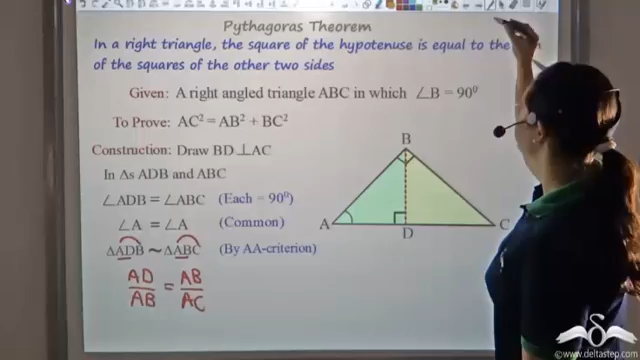 Pythagoras Theorem
In a right triangle, the square of the hypotenuse is equal to the
of the squares of the other two sides
Given: A right angled triangle ABC in which ∠B = 90⁰
To Prove: AC² = AB² + BC²
Construction: Draw BD⊥AC
In Δs ADB and ABC
∠ADB = ∠ABC (Each = 90⁰)
∠A = ∠A (Common)
ΔADB ~ ΔABC (By AA-criterion)
AD/AB = AB/AC
B
A
D
C
©www.deltastep.com